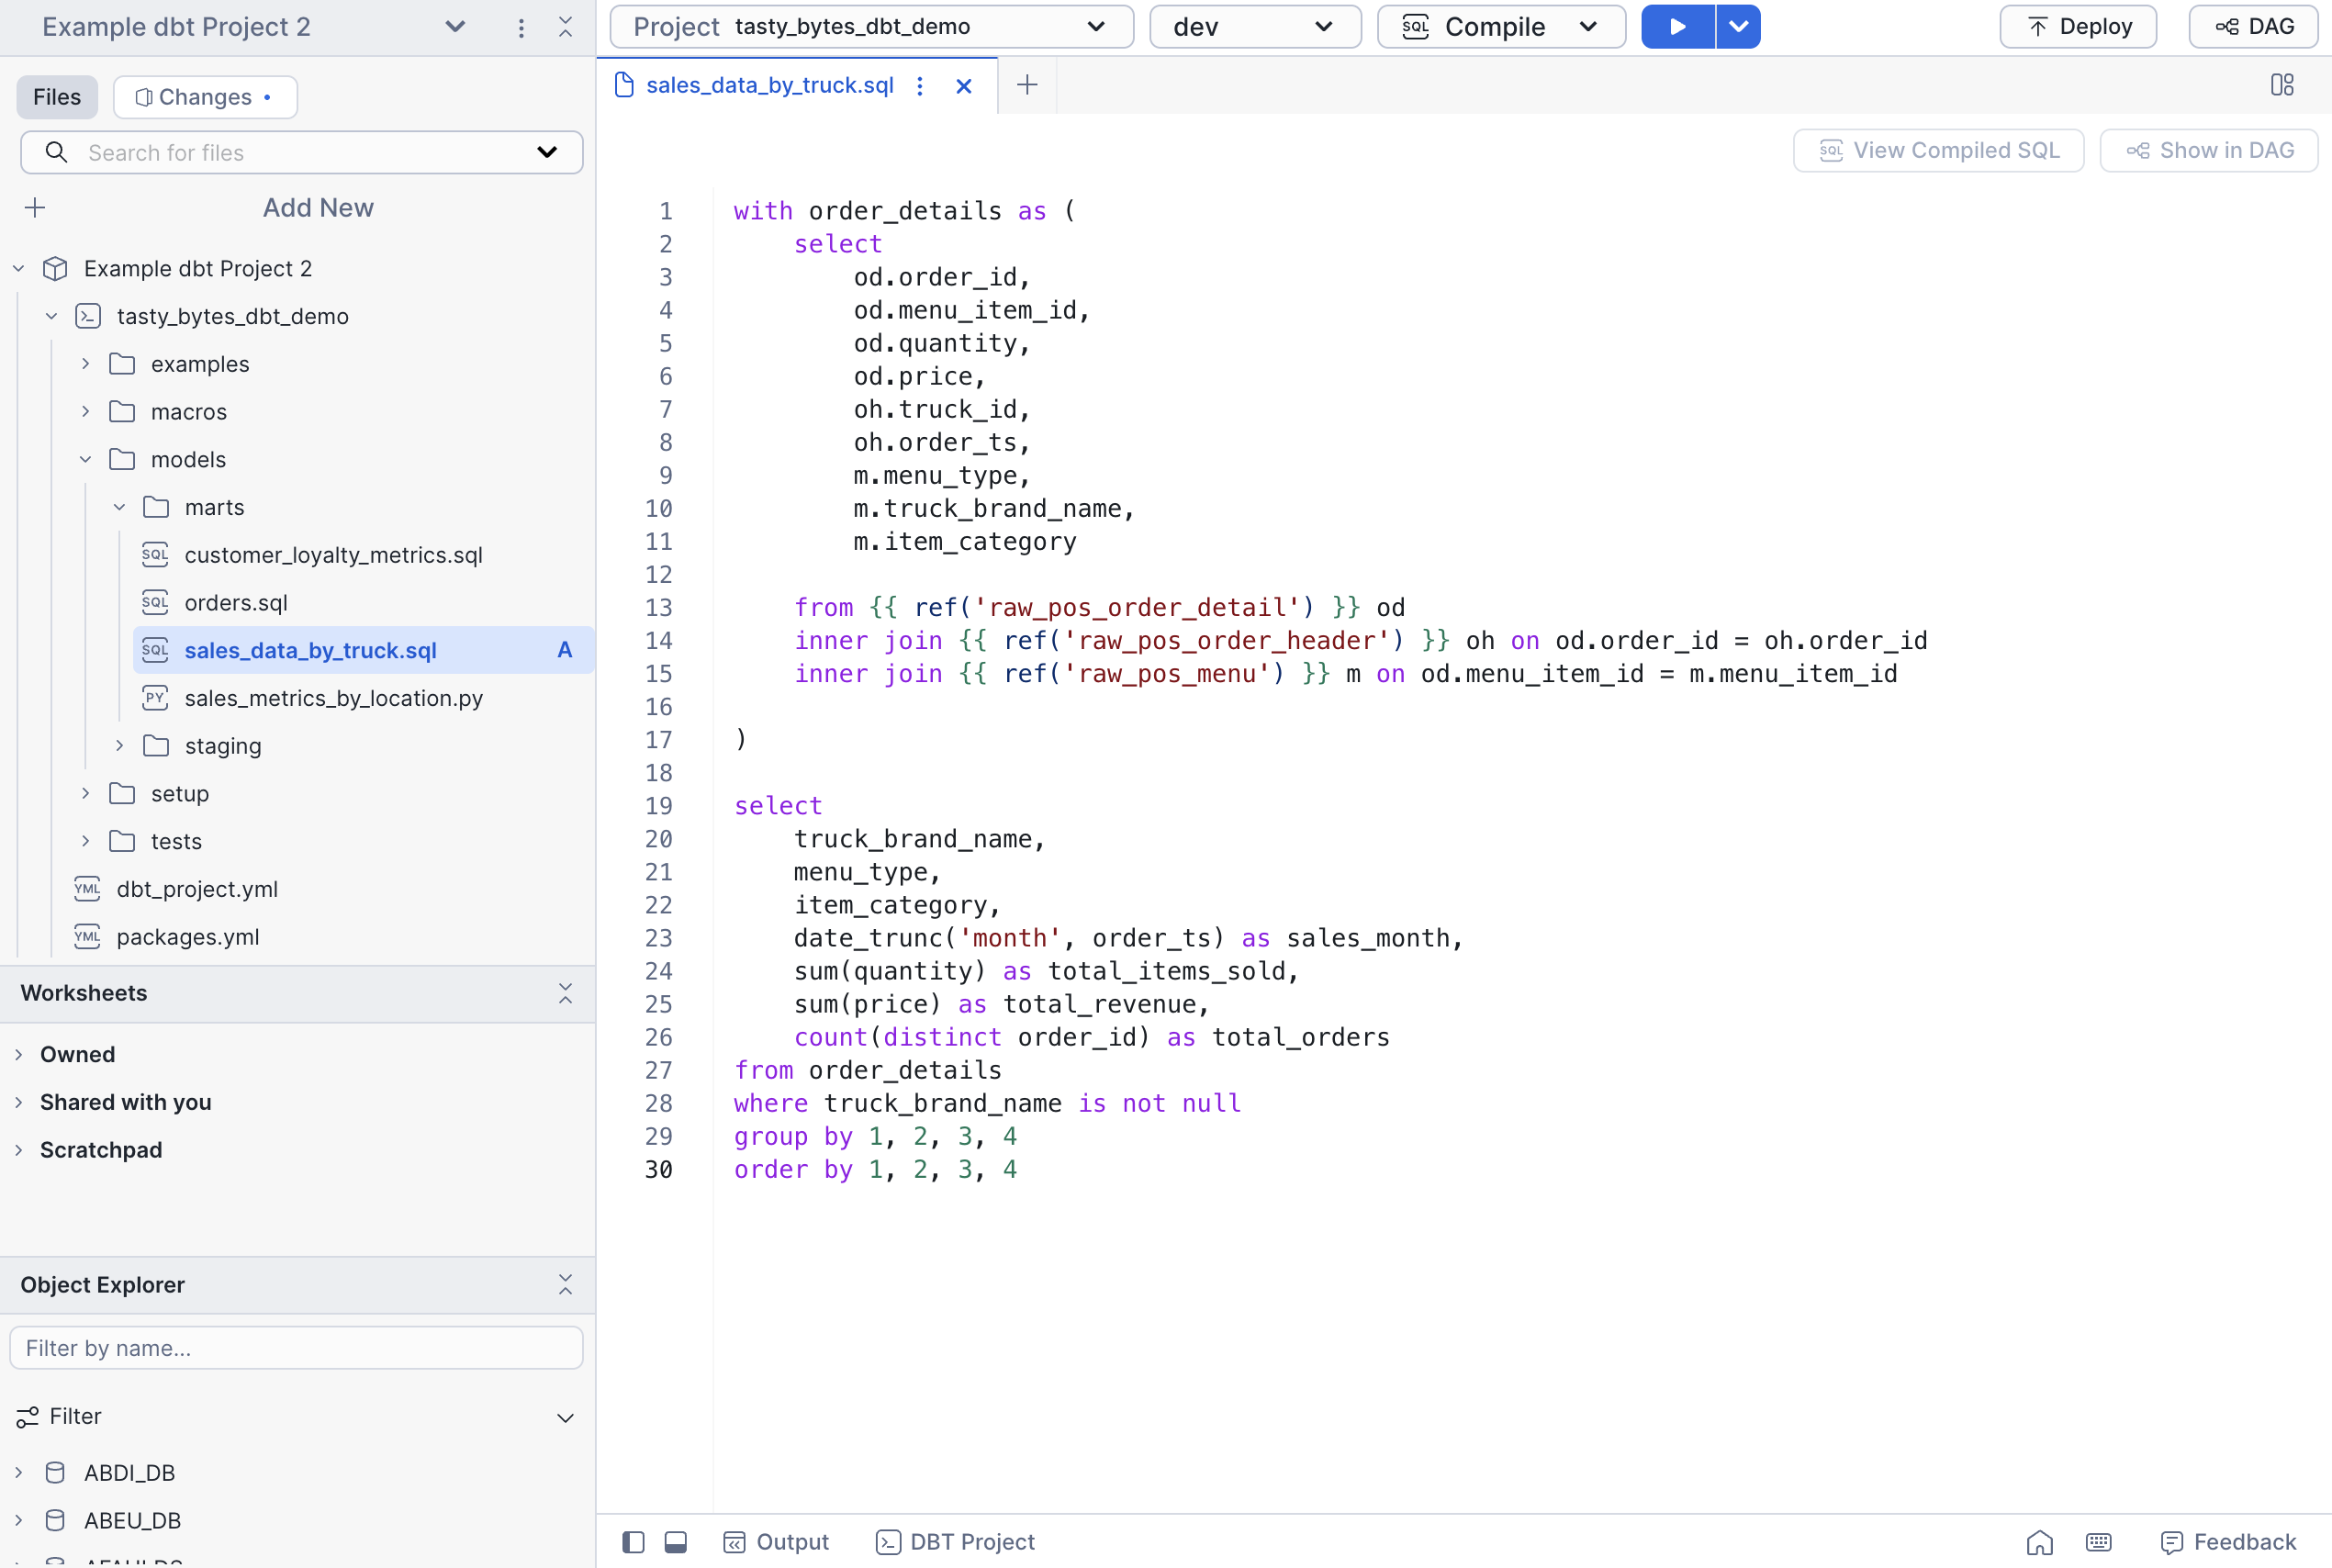 Example dbt Project 2
Files
Changes
Search for files
Add New
Example dbt Project 2
tasty_bytes_dbt_demo
examples
macros
models
marts
SQL customer_loyalty_metrics.sql
SQL orders.sql
SQL sales_data_by_truck.sql A
PY sales_metrics_by_location.py
staging
setup
tests
YML dbt_project.yml
YML packages.yml
Worksheets
Owned
Shared with you
Scratchpad
Object Explorer
Filter by name...
Filter
ABDI_DB
ABEU_DB
Project tasty_bytes_dbt_demo
dev
SQL Compile
Deploy
DAG
sales_data_by_truck.sql
SQL View Compiled SQL
Show in DAG
1 with order_details as (
2     select
3         od.order_id,
4         od.menu_item_id,
5         od.quantity,
6         od.price,
7         oh.truck_id,
8         oh.order_ts,
9         m.menu_type,
10         m.truck_brand_name,
11         m.item_category
12
13     from {{ ref('raw_pos_order_detail') }} od
14     inner join {{ ref('raw_pos_order_header') }} oh on od.order_id = oh.order_id
15     inner join {{ ref('raw_pos_menu') }} m on od.menu_item_id = m.menu_item_id
16
17 )
18
19 select
20     truck_brand_name,
21     menu_type,
22     item_category,
23     date_trunc('month', order_ts) as sales_month,
24     sum(quantity) as total_items_sold,
25     sum(price) as total_revenue,
26     count(distinct order_id) as total_orders
27 from order_details
28 where truck_brand_name is not null
29 group by 1, 2, 3, 4
30 order by 1, 2, 3, 4
Output
DBT Project
Feedback